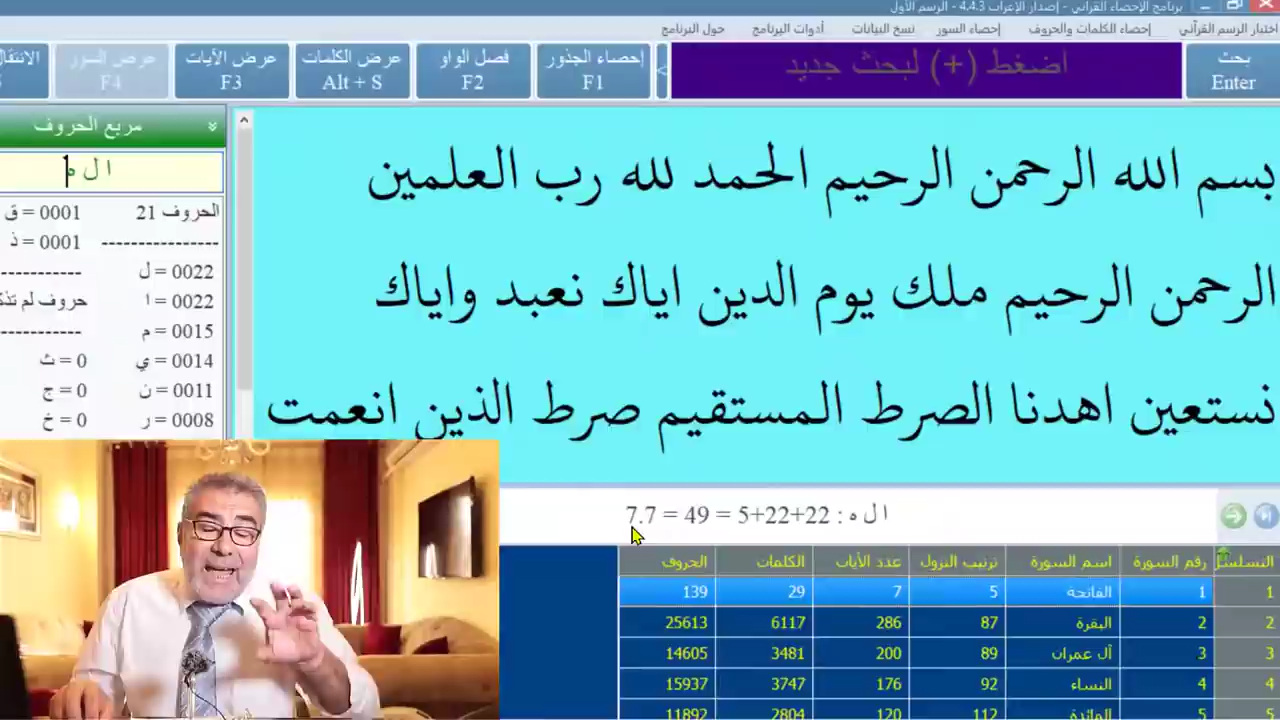 برنامج الإحصاء القرآني - إصدار الإعراب 4.4.3 - الرسم الأول
اختبار الرسم القرآني إحصاء الكلمات والحروف إحصاء السور نسخ البيانات أدوات البرنامج حول البرنامج
بحث
Enter
اضغط (+) لبحث جديد
<
إحصاء الجذور
F1
فصل الواو
F2
عرض الكلمات
Alt + S
عرض الآيات
F3
عرض السور
F4
مربع الحروف
ا ل ه
الحروف 21
----------------
0022 = ل
0022 = ا
0015 = م
0014 = ي
0011 = ن
0008 = ر
0001 = ق
0001 = ذ
-----------
حروف لم
-----------
0 = ث
0 = ج
0 = خ
بسم الله الرحمن الرحيم الحمد لله رب العلمين
الرحمن الرحيم ملك يوم الدين اياك نعبد واياك
نستعين اهدنا الصرط المستقيم صرط الذين انعمت
ا ل ه : 22+22+5 = 49 = 7.7
التسلسل رقم السورة اسم السورة ترتيب النزول عدد الآيات الكلمات الحروف
1 1 الفاتحة 5 7 29 139
2 2 البقرة 87 286 6117 25613
3 3 آل عمران 89 200 3481 14605
4 4 النساء 92 176 3747 15937
5 5 المائدة 112 120 2804 11892